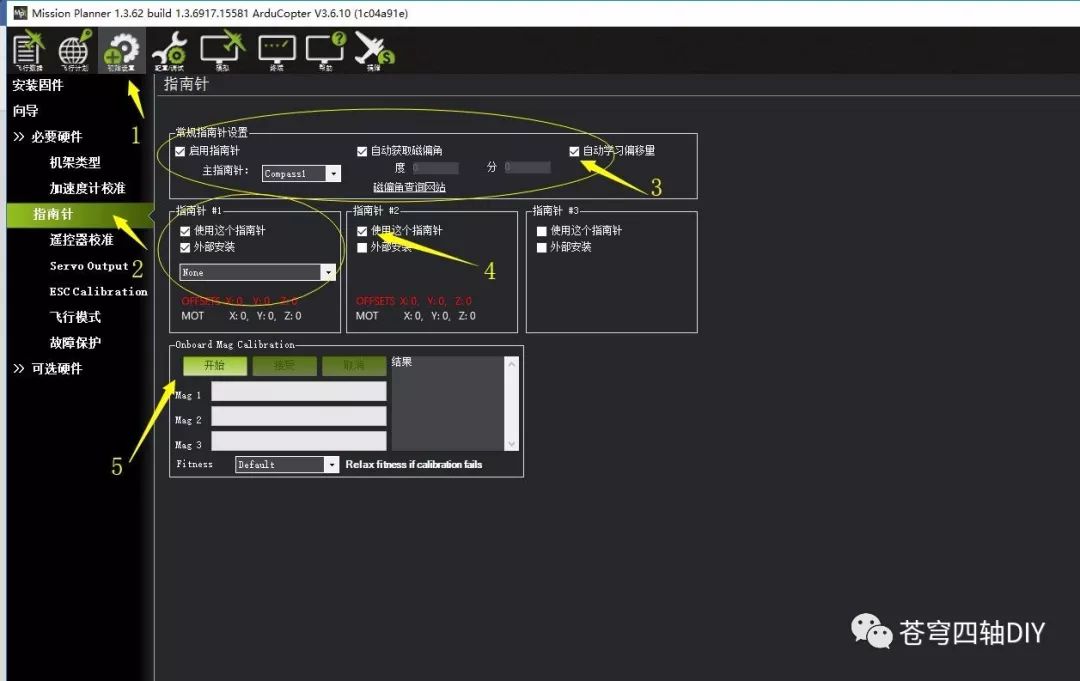 Mission Planner 1.3.62 build 1.3.6917.15581 ArduCopter V3.6.10 (1c04a91e)
飞行数据 飞行计划 初始设置 配置/调试 模拟 终端 帮助 捐赠
安装固件
指南针
向导
1
>> 必要硬件
常规指南针设置
机架类型
启用指南针
自动获取磁偏角
自动学习偏移量
主指南针:
Compass1
度
0
分
0
加速度计校准
磁偏角查询网站
3
指南针
指南针 #1
指南针 #2
指南针 #3
使用这个指南针
使用这个指南针
使用这个指南针
遥控器校准
外部安装
外部安装
外部安装
Servo Output
2
None
4
ESC Calibration
OFFSETS X: 0, Y: 0, Z: 0
OFFSETS X: 0, Y: 0, Z: 0
飞行模式
MOT X: 0, Y: 0, Z: 0
MOT X: 0, Y: 0, Z: 0
故障保护
Onboard Mag Calibration
>> 可选硬件
开始
接受
取消
结果
Mag 1
Mag 2
Mag 3
5
Fitness
Default
Relax fitness if calibration fails
苍穹四轴DIY